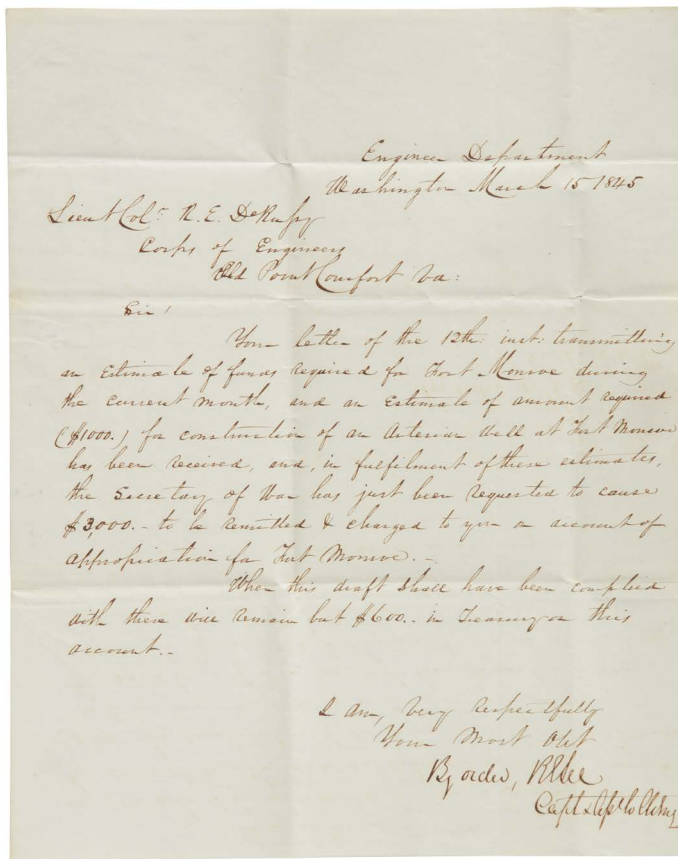 Engineer Department
Washington March 15 1845
Lieut Colº R. E. DeRussy
Corps of Engineers
Old Point Comfort Va:
Sir!
Your letter of the 12th: inst: transmitting
an Estimate of funds required for Fort Monroe during
the current month, and an Estimate of amount required
($1000.) for construction of an Artesian Well at Fort Monroe
has been received, and, in fulfilment of these estimates,
the Secretary of War has just been requested to cause
$3,000.- to be remitted & charged to you on account of
appropriation for Fort Monroe.-
When this draft shall have been complied
with there will remain but $600.- in Treasury on this
account.-
I am, very respectfully
Your Most Obt
By order, R E Lee
Capt &